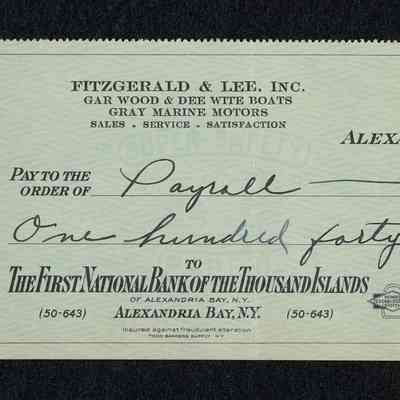 FITZGERALD & LEE, INC.
GAR WOOD & DEE WITE BOATS
GRAY MARINE MOTORS
SALES - SERVICE - SATISFACTION
ALEXA
PAY TO THE
ORDER OF Payroll
One hundred forty
TO
THE FIRST NATIONAL BANK OF THE THOUSAND ISLANDS
OF ALEXANDRIA BAY, N.Y.
(50-643) ALEXANDRIA BAY, N.Y. (50-643)
Insured against fraudulent alteration